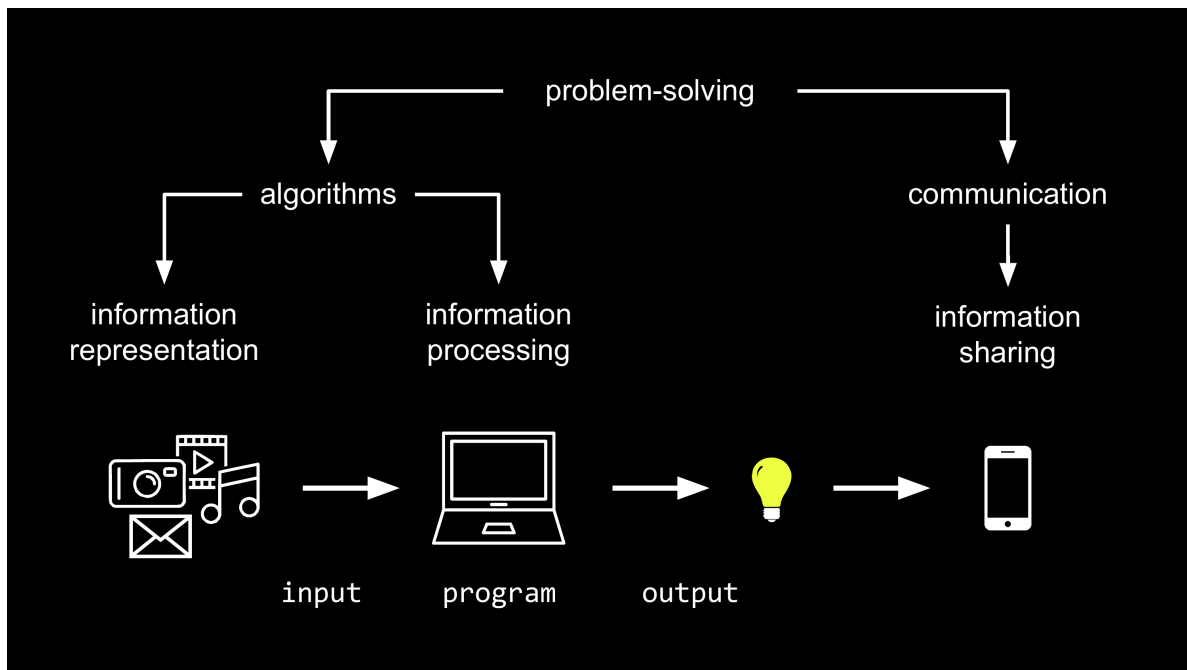 problem-solving
algorithms
communication
information
representation
information
processing
information
sharing
input
program
output